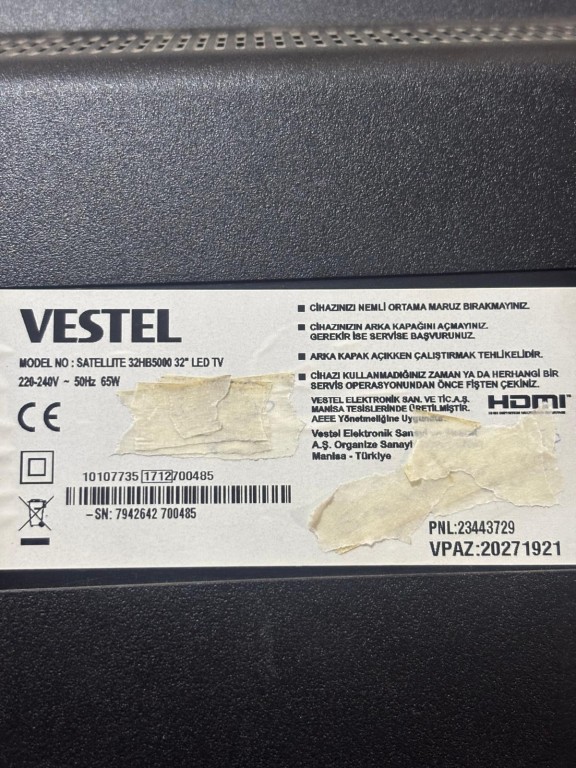 VESTEL
MODEL NO : SATELLITE 32HB5000 32" LED TV
220-240V ~ 50Hz 65W
CE
10107735 1712 700485
-SN: 7942642 700485
■ CİHAZINIZI NEMLİ ORTAMA MARUZ BIRAKMAYINIZ.
■ CİHAZINIZIN ARKA KAPAĞINI AÇMAYINIZ.
GEREKİR İSE SERVİSE BAŞVURUNUZ.
■ ARKA KAPAK AÇIKKEN ÇALIŞTIRMAK TEHLİKELİDİR.
■ CİHAZI KULLANMADIĞINIZ ZAMAN YA DA HERHANGİ BİR
SERVİS OPERASYONUNDAN ÖNCE FİŞTEN ÇEKİNİZ.
VESTEL ELEKTRONİK SAN. VE TİC.A.Ş.
MANİSA TESİSLERİNDE ÜRETİLMİŞTİR.
AEEE Yönetmeliğine
HDMI
Vestel Elektronik
A.Ş. Organize Sanayi
Manisa - Türkiye
PNL:23443729
VPAZ:20271921